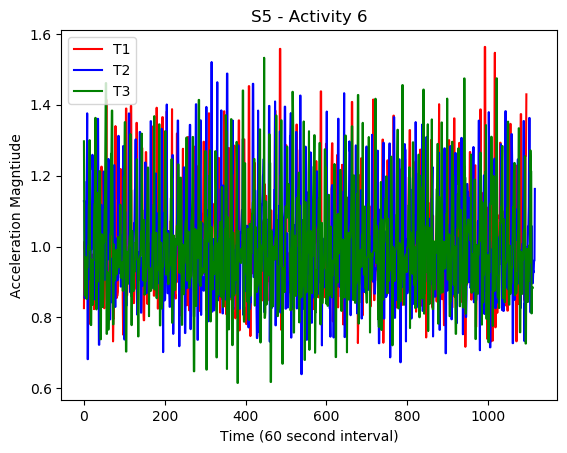 S5 - Activity 6
T1
T2
T3
1.6
1.4
1.2
1.0
0.8
0.6
Acceleration Magntiude
0 200 400 600 800 1000
Time (60 second interval)